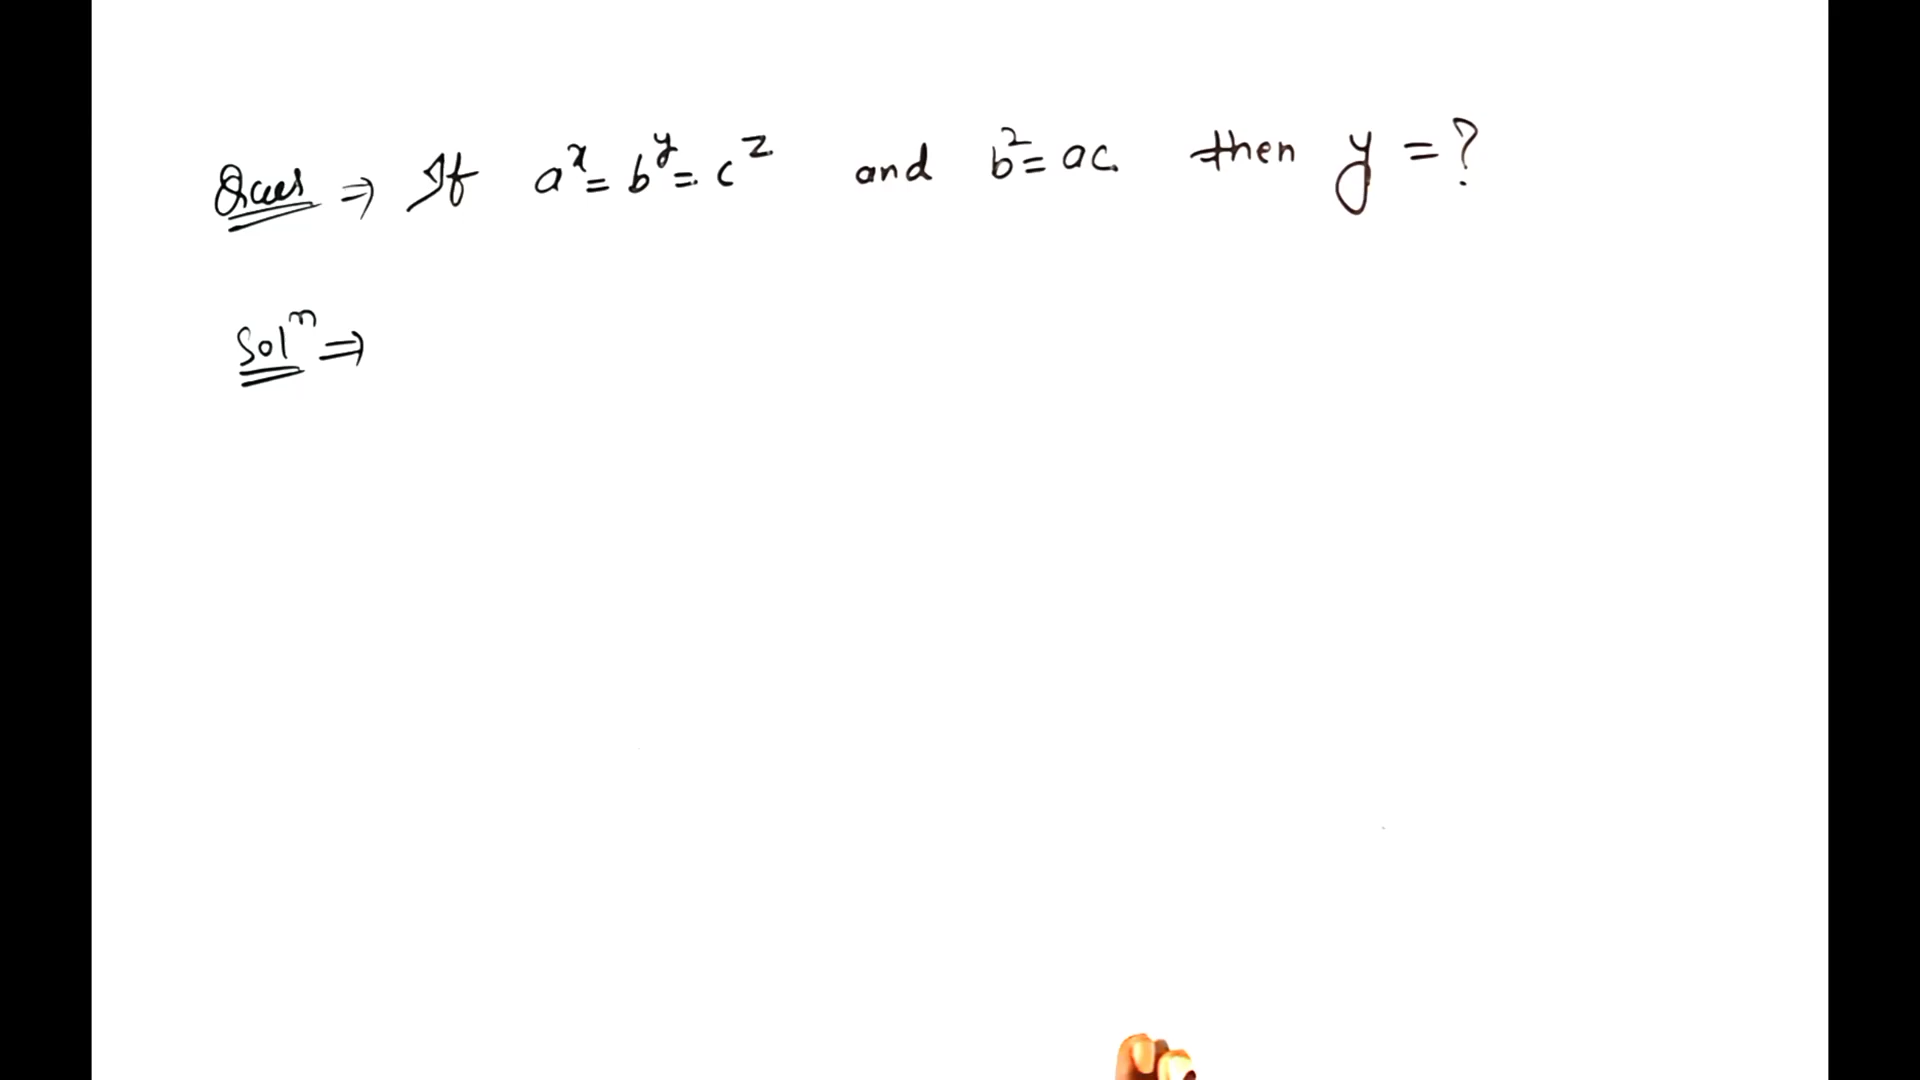 Ques ⇒ If a^x = b^y = c^z and b^2 = ac. then y = ?
Sol^n ⇒